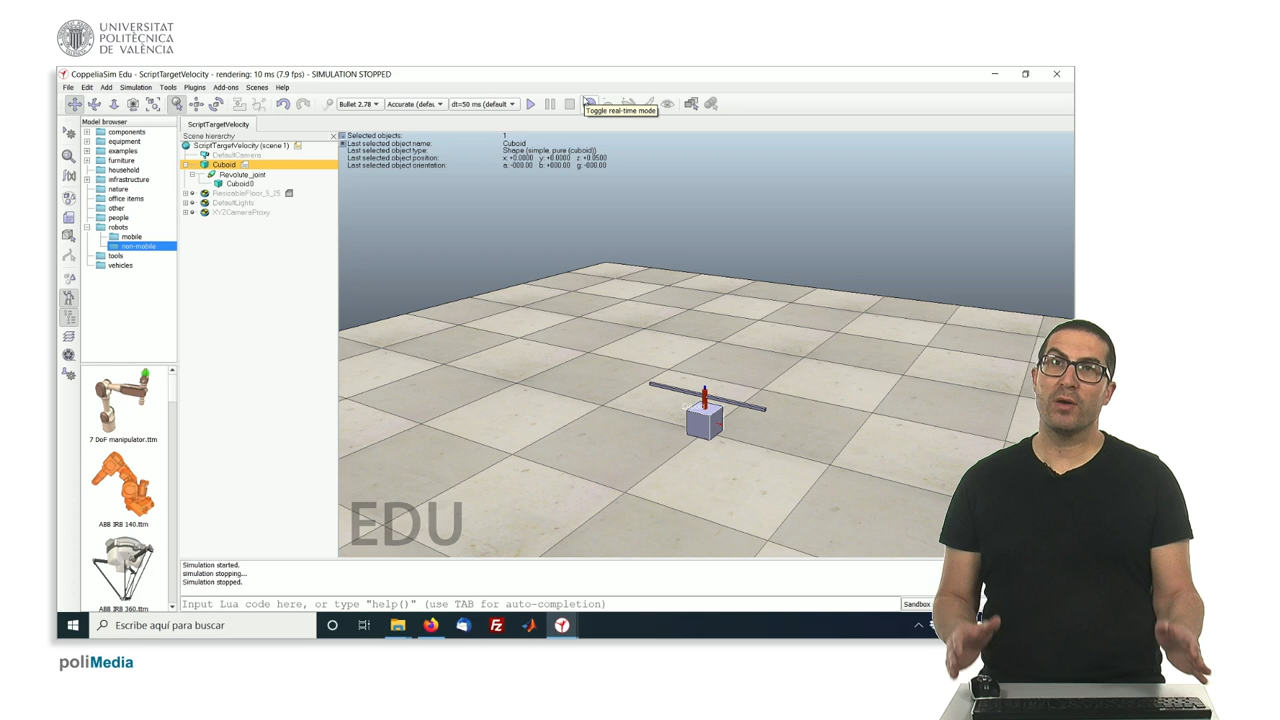 UNIVERSITAT
POLITÈCNICA
DE VALÈNCIA
CoppeliaSim Edu - ScriptTargetVelocity - rendering: 10 ms (7.9 fps) - SIMULATION STOPPED
File Edit Add Simulation Tools Plugins Add-ons Scenes Help
Bullet 2.78 Accurate (defau dt=50 ms (default
Toggle real-time mode
Model browser
components
equipment
examples
furniture
household
infrastructure
nature
office items
other
people
robots
mobile
non-mobile
tools
vehicles
7 DoF manipulator.ttm
ABB IRB 140.ttm
ABB IRB 360.ttm
ScriptTargetVelocity
Scene hierarchy
ScriptTargetVelocity (scene 1)
DefaultCamera
Cuboid
Revolute_joint
Cuboid0
ResizableFloor_5_25
DefaultLights
XYZCameraProxy
Selected objects: 1
Last selected object name: Cuboid
Last selected object type: Shape (simple, pure (cuboid))
Last selected object position: x: +0.0000 y: +0.0000 z: +0.0500
Last selected object orientation: a: -000.00 b: +000.00 g: -000.00
EDU
Simulation started.
simulation stopping...
Simulation stopped.
Input Lua code here, or type "help()" (use TAB for auto-completion)
Sandbox
Escribe aquí para buscar
poliMedia